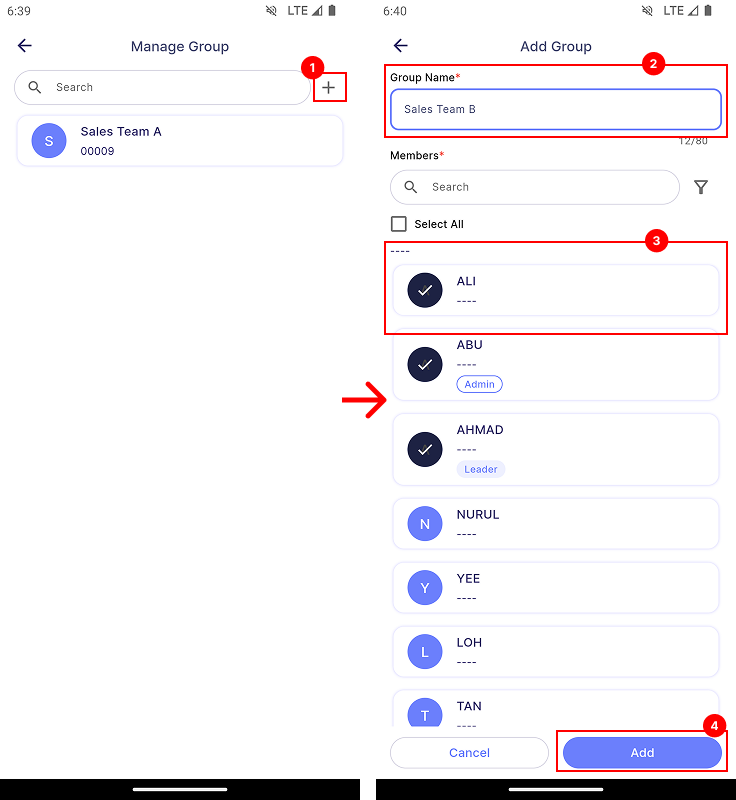 6:39
LTE
Manage Group
1
Search
S
Sales Team A
00009
6:40
LTE
Add Group
2
Group Name*
Sales Team B
12/80
Members*
Search
Select All
3
----
ALI
----
ABU
----
Admin
AHMAD
----
Leader
N
NURUL
----
Y
YEE
----
L
LOH
----
T
TAN
----
4
Cancel
Add